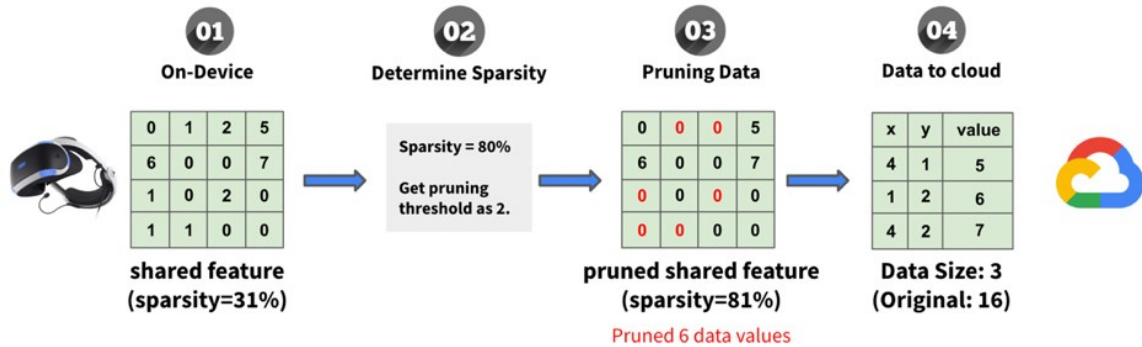 01
On-Device
0 1 2 5
6 0 0 7
1 0 2 0
1 1 0 0
shared feature
(sparsity=31%)
02
Determine Sparsity
Sparsity = 80%
Get pruning
threshold as 2.
03
Pruning Data
0 0 0 5
6 0 0 7
0 0 0 0
0 0 0 0
pruned shared feature
(sparsity=81%)
Pruned 6 data values
04
Data to cloud
x y value
4 1 5
1 2 6
4 2 7
Data Size: 3
(Original: 16)